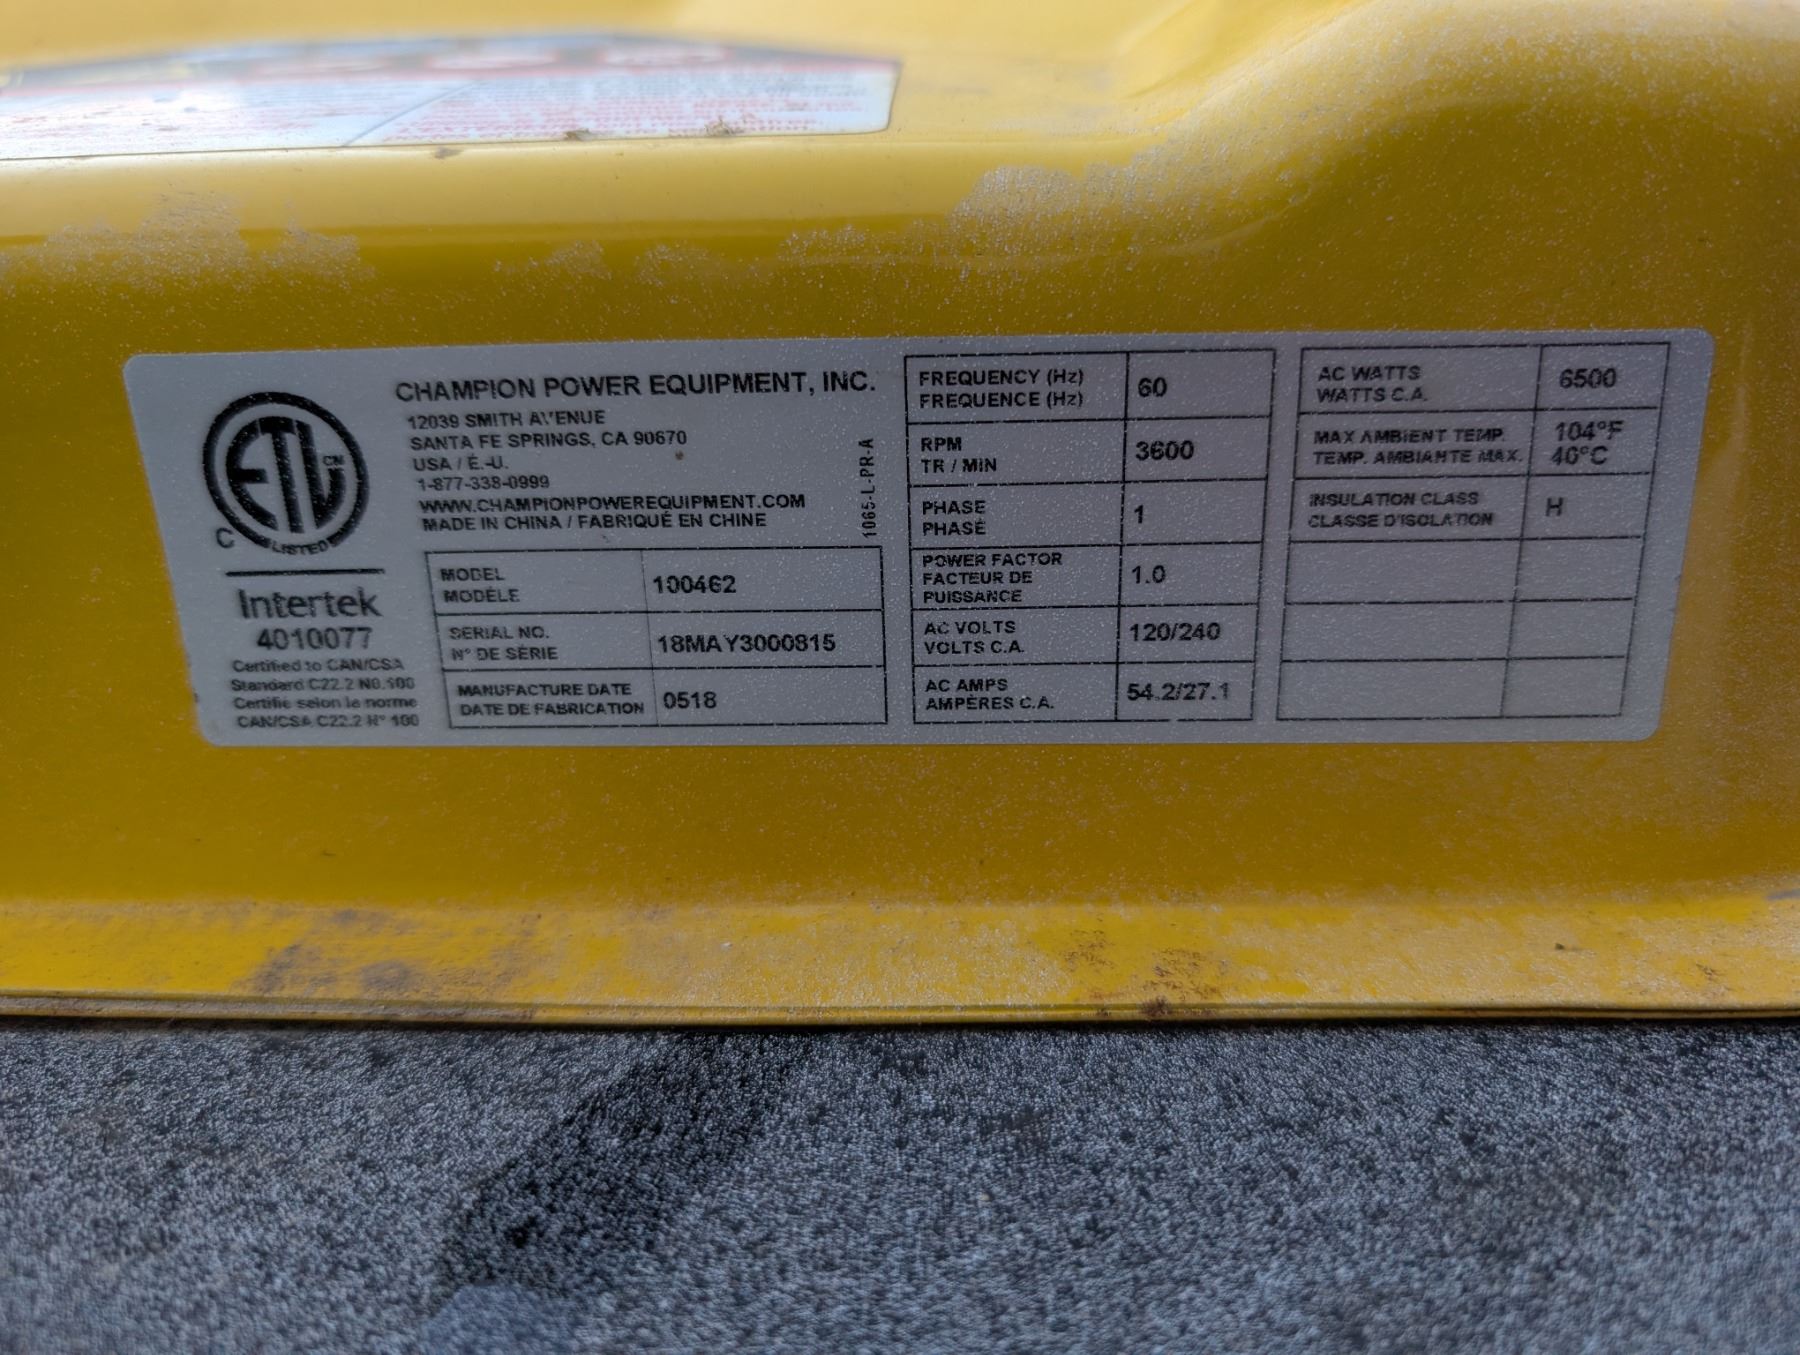 CHAMPION POWER EQUIPMENT, INC.
12039 SMITH AVENUE
SANTA FE SPRINGS, CA 90670
USA / É.-U.
1-877-338-0999
WWW.CHAMPIONPOWEREQUIPMENT.COM
MADE IN CHINA / FABRIQUÉ EN CHINE
1065-L-PR-A
ETL CM
C
LISTED
Intertek
4010077
Certified to CAN/CSA
Standard C22.2 N0.100
Certifie selon la norme
CAN/CSA C22.2 N° 100
MODEL
MODÈLE
100462
SERIAL NO.
N° DE SÉRIE
18MAY3000815
MANUFACTURE DATE
DATE DE FABRICATION
0518
FREQUENCY (Hz)
FREQUENCE (Hz)
60
RPM
TR / MIN
3600
PHASE
PHASÉ
1
POWER FACTOR
FACTEUR DE
PUISSANCE
1.0
AC VOLTS
VOLTS C.A.
120/240
AC AMPS
AMPÈRES C.A.
54.2/27.1
AC WATTS
WATTS C.A.
6500
MAX AMBIENT TEMP.
TEMP. AMBIANTE MAX.
104°F
40°C
INSULATION CLASS
CLASSE D'ISOLATION
H